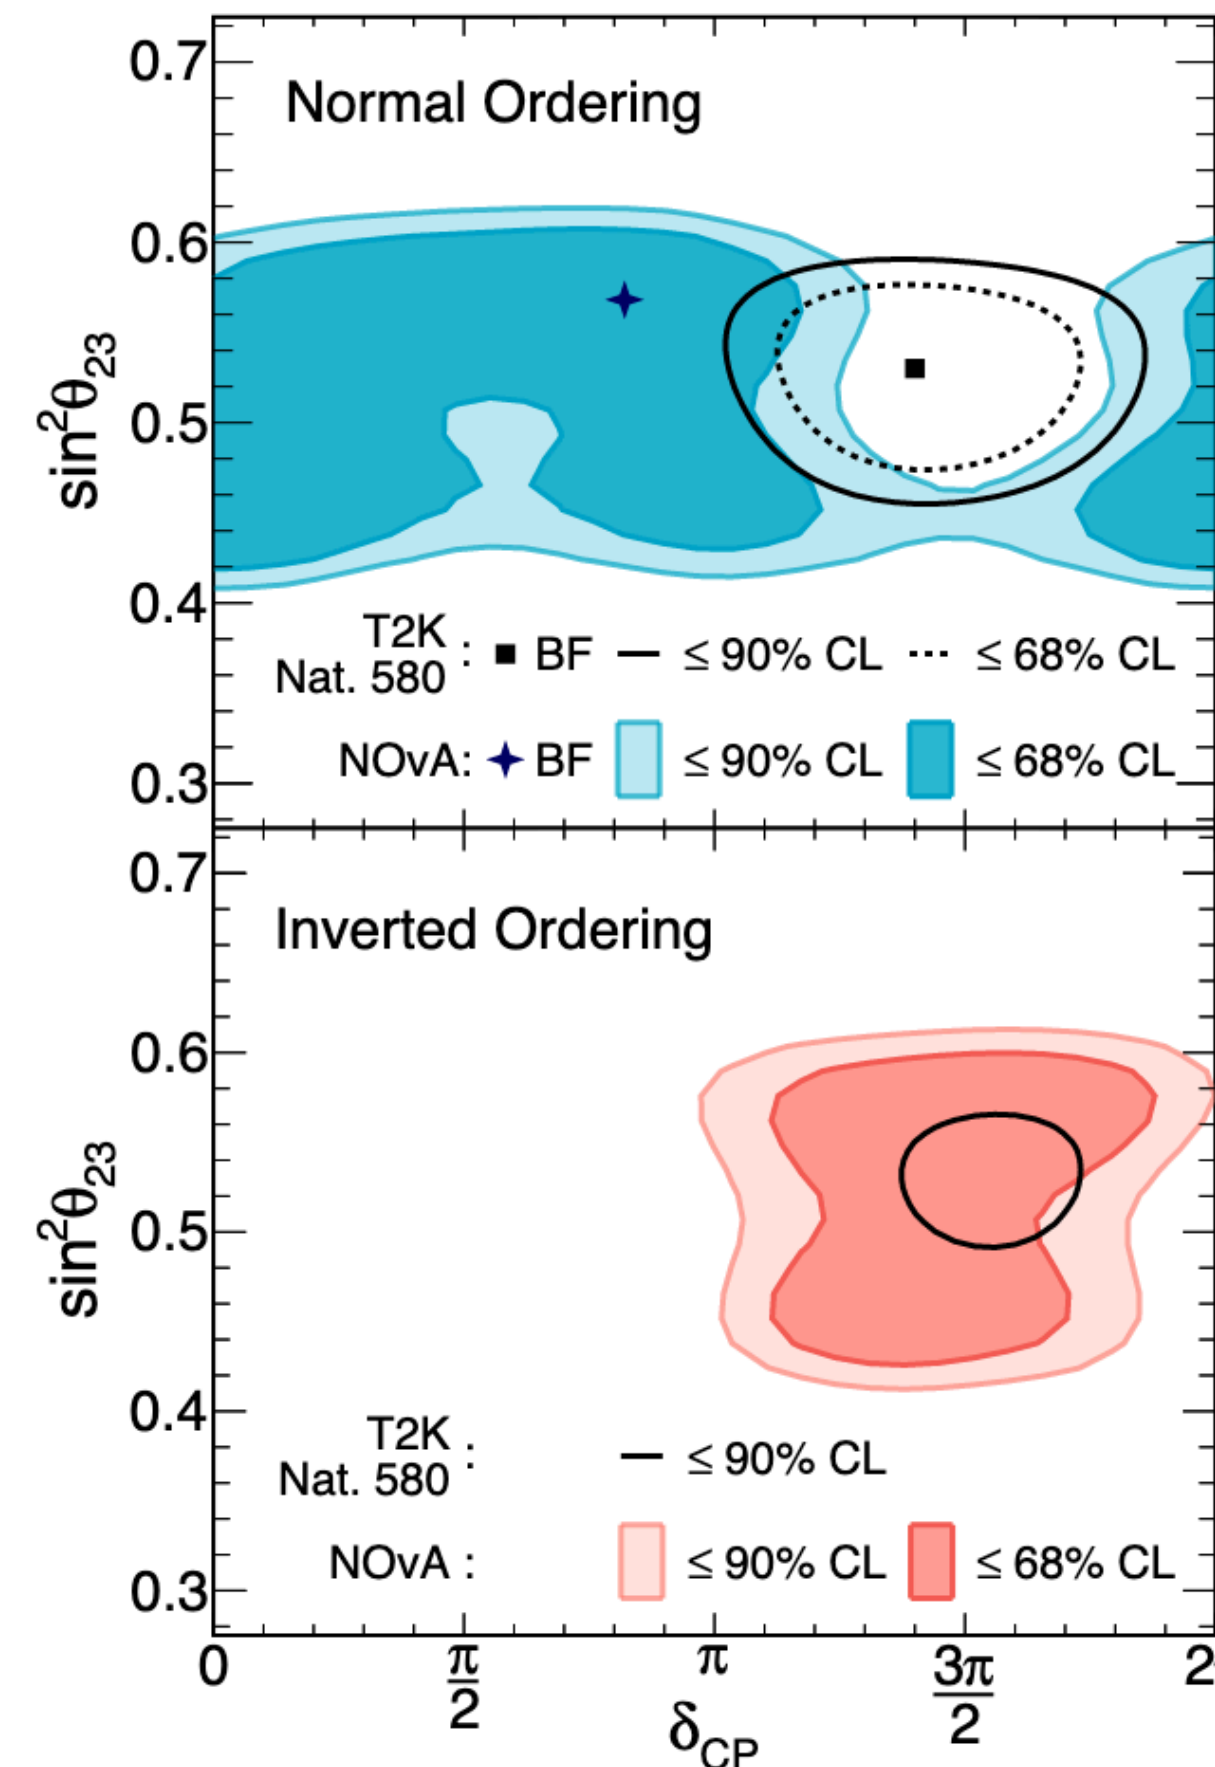 0.7
Normal Ordering
0.6
0.5
0.4
0.3
sin²θ₂₃
T2K
Nat. 580 : BF ≤ 90% CL ≤ 68% CL
NOvA: BF ≤ 90% CL ≤ 68% CL
0.7
Inverted Ordering
0.6
0.5
0.4
0.3
sin²θ₂₃
T2K
Nat. 580 : ≤ 90% CL
NOvA : ≤ 90% CL ≤ 68% CL
0 π/2 π 3π/2 2
δCP